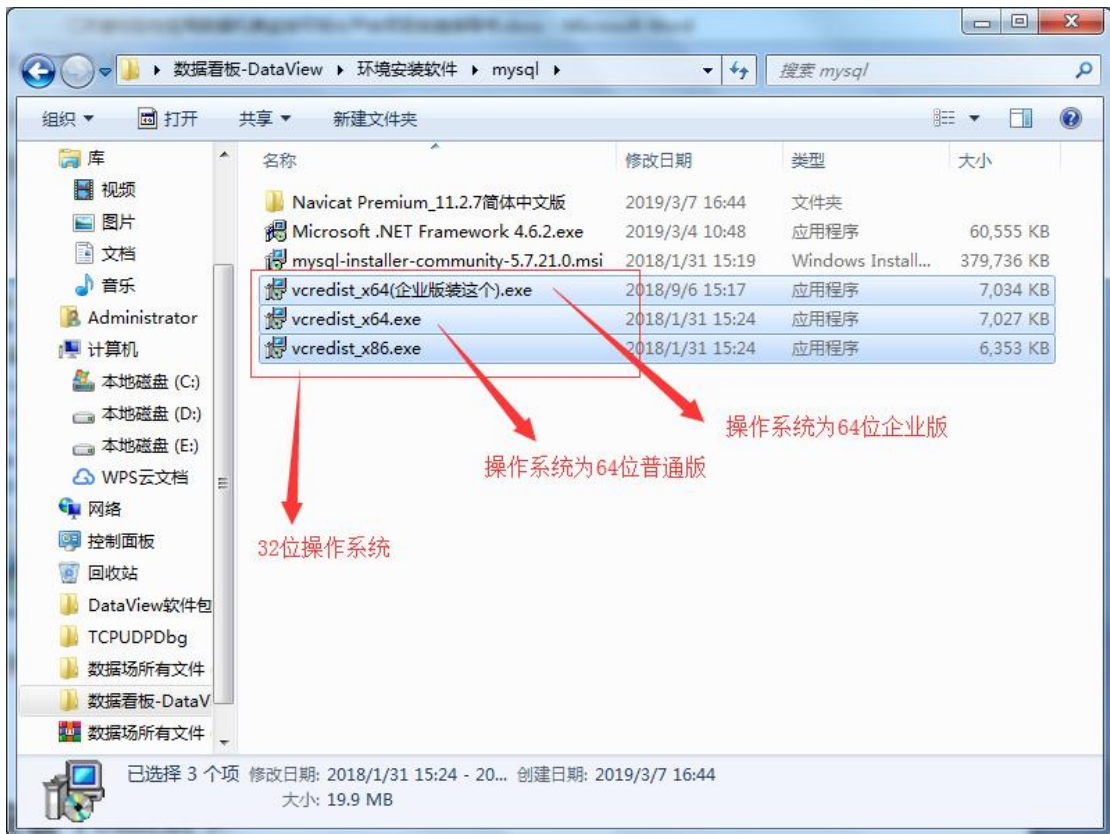 数据看板-DataView 环境安装软件 mysql 搜索 mysql
组织 打开 共享 新建文件夹
库
视频
图片
文档
音乐
Administrator
计算机
本地磁盘 (C:)
本地磁盘 (D:)
本地磁盘 (E:)
WPS云文档
网络
控制面板
回收站
DataView软件包
TCPUDPDbg
数据场所有文件
数据看板-DataV
数据场所有文件
名称 修改日期 类型 大小
Navicat Premium_11.2.7简体中文版 2019/3/7 16:44 文件夹
Microsoft .NET Framework 4.6.2.exe 2019/3/4 10:48 应用程序 60,555 KB
mysql-installer-community-5.7.21.0.msi 2018/1/31 15:19 Windows Install... 379,736 KB
vcredist_x64(企业版装这个).exe 2018/9/6 15:17 应用程序 7,034 KB
vcredist_x64.exe 2018/1/31 15:24 应用程序 7,027 KB
vcredist_x86.exe 2018/1/31 15:24 应用程序 6,353 KB
操作系统为64位企业版
操作系统为64位普通版
32位操作系统
已选择 3 个项 修改日期: 2018/1/31 15:24 - 20... 创建日期: 2019/3/7 16:44
大小: 19.9 MB